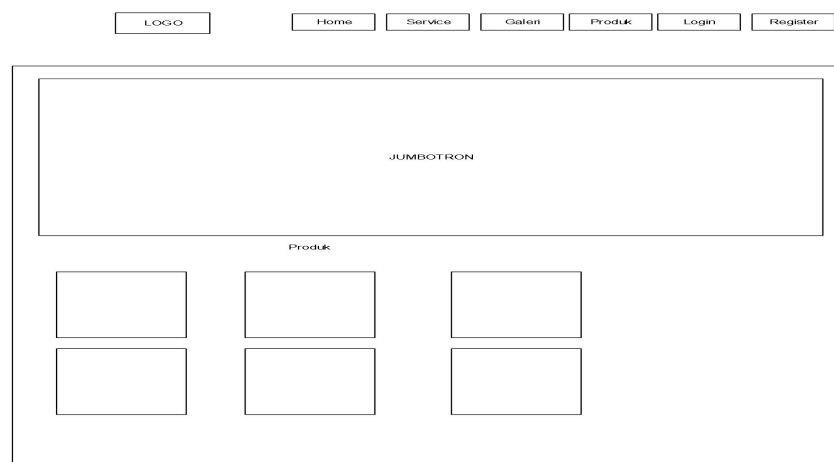 LOGO
Home
Service
Galeri
Produk
Login
Register
JUMBOTRON
Produk